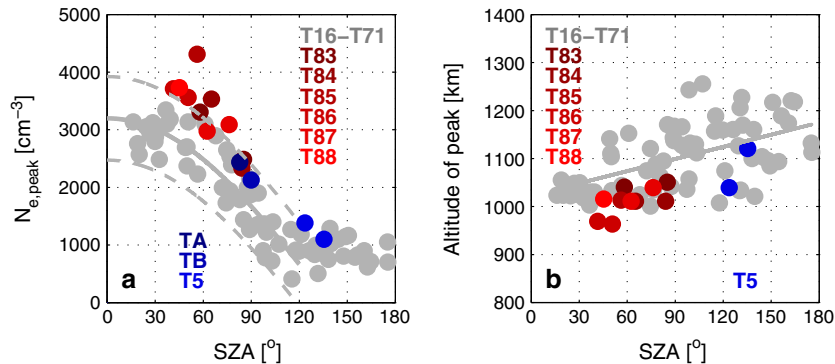 5000
4000
3000
2000
1000
0
N_e,peak [cm⁻³]
0 30 60 90 120 150 180
SZA [º]
T16−T71
T83
T84
T85
T86
T87
T88
TA
TB
T5
a
1400
1300
1200
1100
1000
900
800
Altitude of peak [km]
0 30 60 90 120 150 180
SZA [º]
T16−T71
T83
T84
T85
T86
T87
T88
b
T5